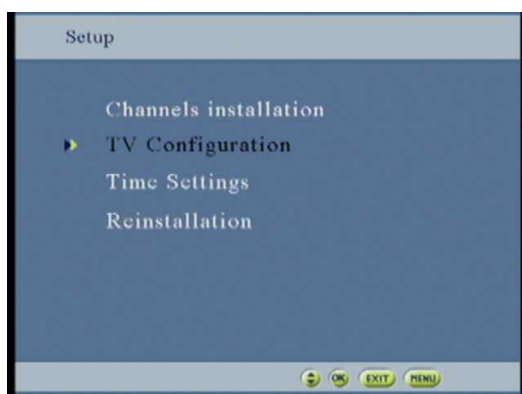 Setup
Channels installation
TV Configuration
Time Settings
Reinstallation
OK EXIT MENU